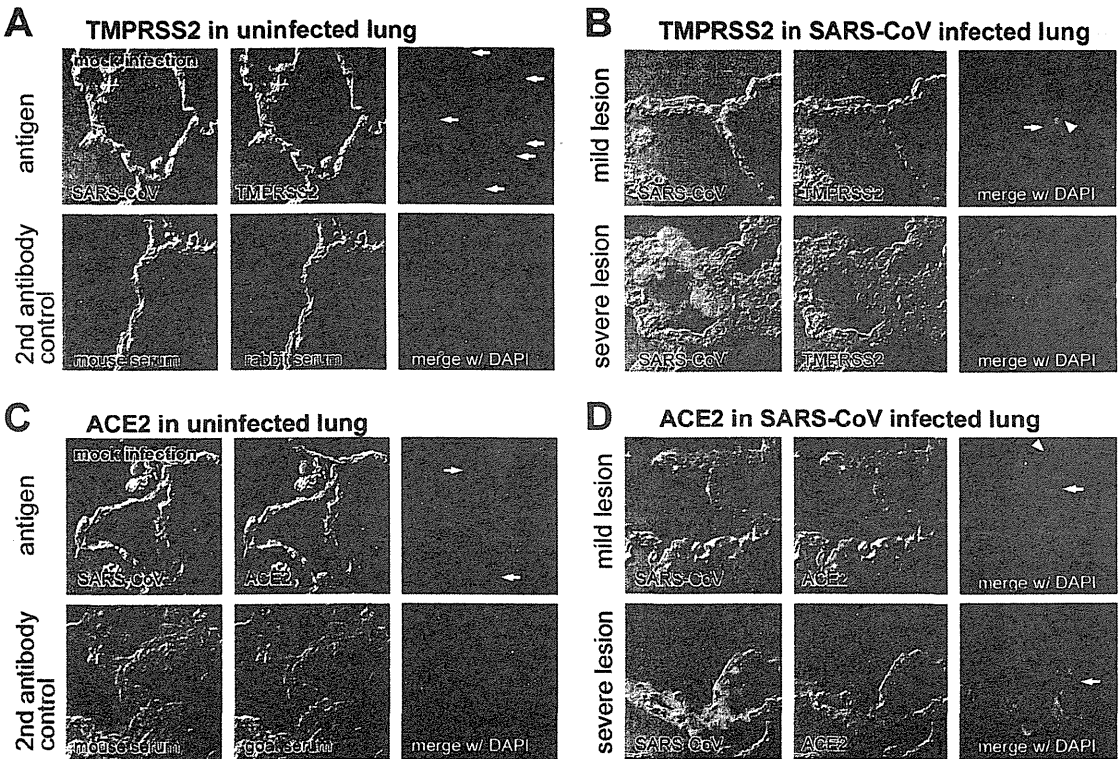 A TMPRSS2 in uninfected lung
antigen
mock infection
SARS-CoV
TMPRSS2
2nd antibody
control
mouse serum
rabbit serum
merge w/ DAPI
B TMPRSS2 in SARS-CoV infected lung
mild lesion
SARS-CoV
TMPRSS2
merge w/ DAPI
severe lesion
SARS-CoV
TMPRSS2
merge w/ DAPI
C ACE2 in uninfected lung
antigen
mock infection
SARS-CoV
ACE2
2nd antibody
control
mouse serum
goat serum
merge w/ DAPI
D ACE2 in SARS-CoV infected lung
mild lesion
SARS-CoV
ACE2
merge w/ DAPI
severe lesion
SARS-CoV
ACE2
merge w/ DAPI